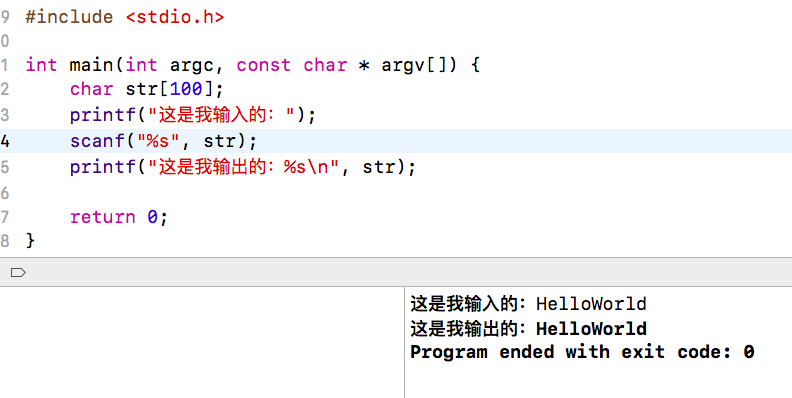 9 #include <stdio.h>
0
1 int main(int argc, const char * argv[]) {
2     char str[100];
3     printf("这是我输入的：");
4     scanf("%s", str);
5     printf("这是我输出的：%s\n", str);
6
7     return 0;
8 }
这是我输入的：HelloWorld
这是我输出的：HelloWorld
Program ended with exit code: 0